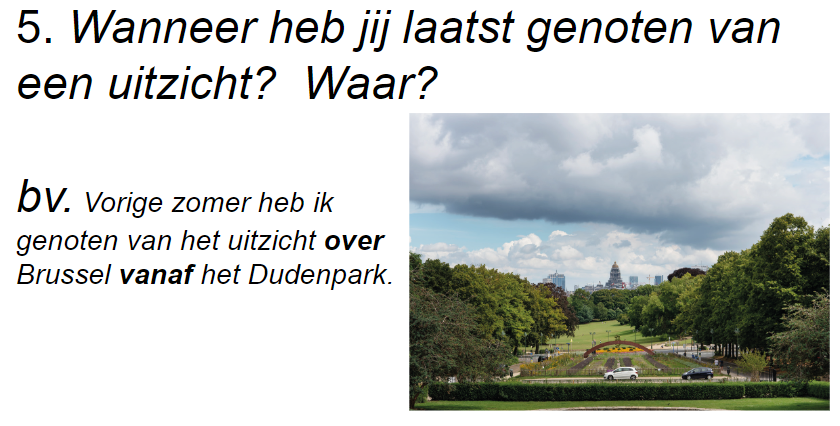 5. Wanneer heb jij laatst genoten van
een uitzicht?  Waar?
bv. Vorige zomer heb ik
genoten van het uitzicht over
Brussel vanaf het Dudenpark.